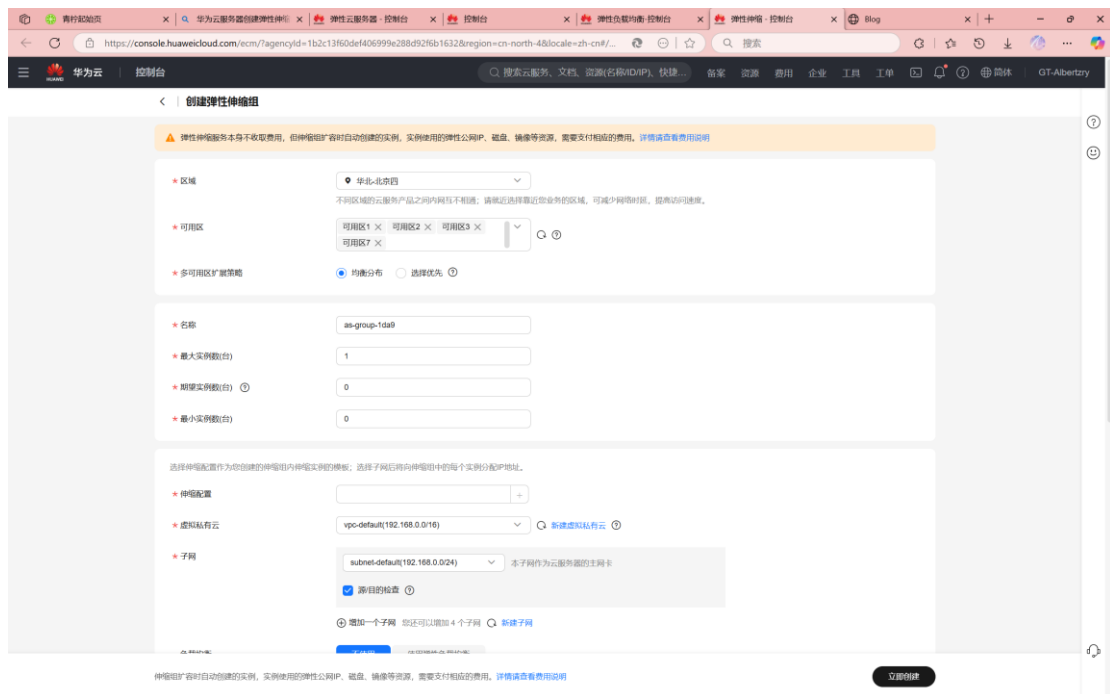 青柠起始页
华为云服务器创建弹性伸缩
弹性云服务器 - 控制台
控制台
弹性负载均衡-控制台
弹性伸缩 - 控制台
Blog
https://console.huaweicloud.com/ecm/?agencyId=1b2c13f60def406999e288d92f6b1632&region=cn-north-4&locale=zh-cn#/...
搜索
HUAWEI
华为云
控制台
搜索云服务、文档、资源(名称/ID/IP)、快捷...
备案
资源
费用
企业
工具
工单
简体
GT-Albertzry
创建弹性伸缩组
弹性伸缩服务本身不收取费用，但伸缩组扩容时自动创建的实例，实例使用的弹性公网IP、磁盘、镜像等资源，需要支付相应的费用。详情请查看费用说明
* 区域
华北-北京四
不同区域的云服务产品之间内网互不相通；请就近选择靠近您业务的区域，可减少网络时延，提高访问速度。
* 可用区
可用区1 × 可用区2 × 可用区3 ×
可用区7 ×
* 多可用区扩展策略
均衡分布
选择优先
* 名称
as-group-1da9
* 最大实例数(台)
1
* 期望实例数(台)
0
* 最小实例数(台)
0
选择伸缩配置作为您创建的伸缩组内伸缩实例的模板；选择子网后将向伸缩组中的每个实例分配IP地址。
* 伸缩配置
* 虚拟私有云
vpc-default(192.168.0.0/16)
新建虚拟私有云
* 子网
subnet-default(192.168.0.0/24)
本子网作为云服务器的主网卡
源/目的检查
增加一个子网 您还可以增加 4 个子网
新建子网
伸缩组扩容时自动创建的实例，实例使用的弹性公网IP、磁盘、镜像等资源，需要支付相应的费用。详情请查看费用说明
立即创建